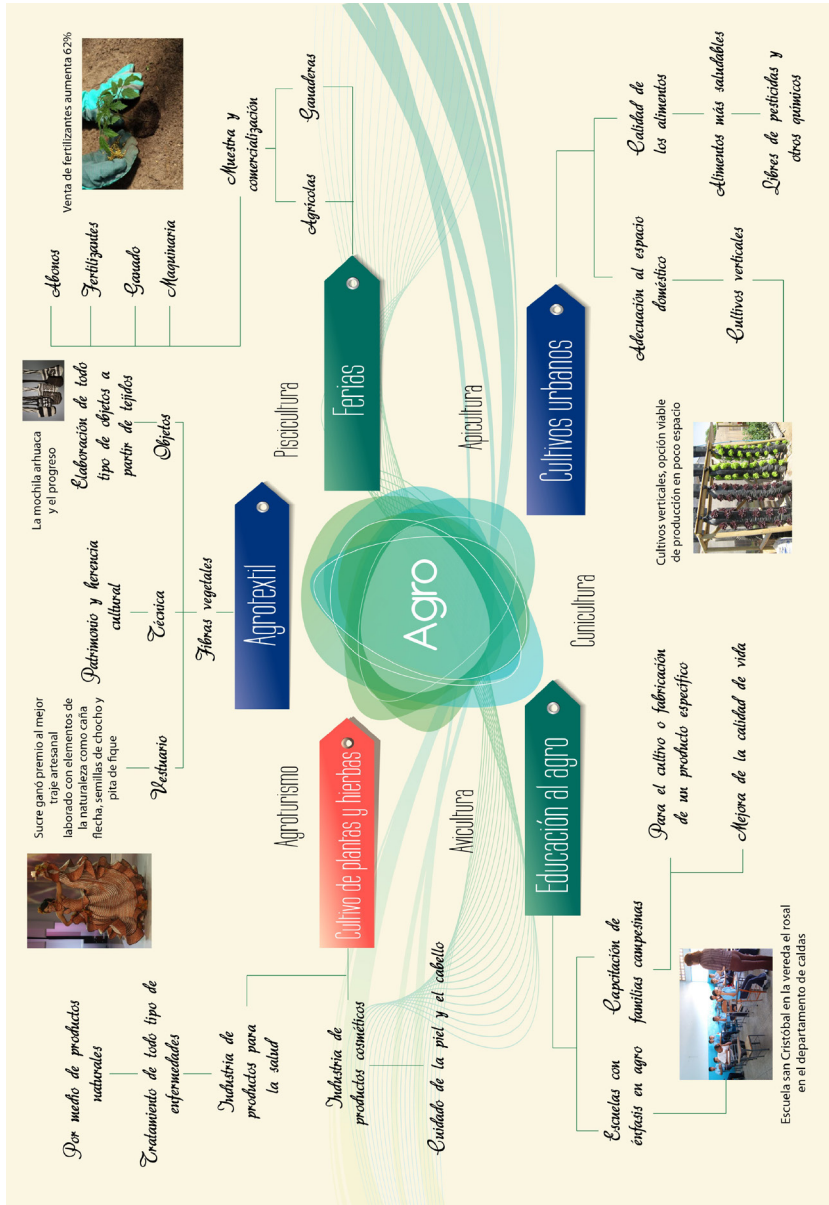 Agro
Cultivo de plantas y hierbas
Industria de
productos para
la salud
Tratamiento de todo tipo de
enfermedades
Por medio de productos
naturales
Industria de
productos cosméticos
Cuidado de la piel y el cabello
Agroturismo
Agrotextil
Fibras vegetales
Vestuario
Sucre ganó premio al mejor
traje artesanal
laborado con elementos de
la naturaleza como caña
flecha, semillas de chocho y
pita de fique
Técnica
Patrimonio y herencia
cultural
Objetos
Elaboración de todo
tipo de objetos a
partir de tejidos
La mochila arhuaca
y el progreso
Piscicultura
Ferias
Agrícolas
Ganaderas
Muestra y
comercialización
Abonos
Fertilizantes
Ganado
Maquinaria
Venta de fertilizantes aumenta 62%
Avicultura
Cunicultura
Apicultura
Educación al agro
Escuelas con
énfasis en agro
Escuela san Cristóbal en la vereda el rosal
en el departamento de caldas
Capcitación de
familias campesinas
Para el cultivo o fabricación
de un producto específico
Mejora de la calidad de vida
Cultivos urbanos
Adecuación al espacio
doméstico
Cultivos verticales
Cultivos verticales, opción viable
de producción en poco espacio
Calidad de
los alimentos
Alimentos más saludables
Libres de pesticidas y
otros químicos